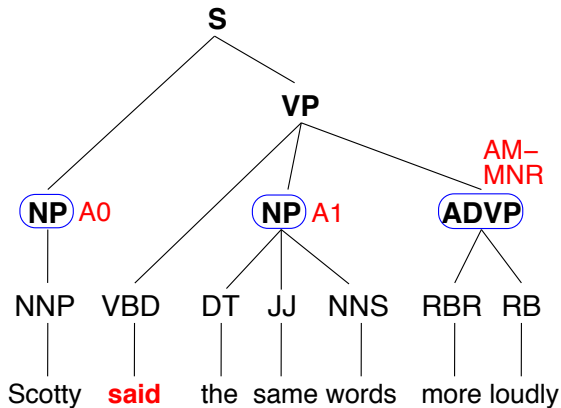 S
VP
AM–
MNR
NP A0 NP A1 ADVP
NNP VBD DT JJ NNS RBR RB
Scotty said the same words more loudly